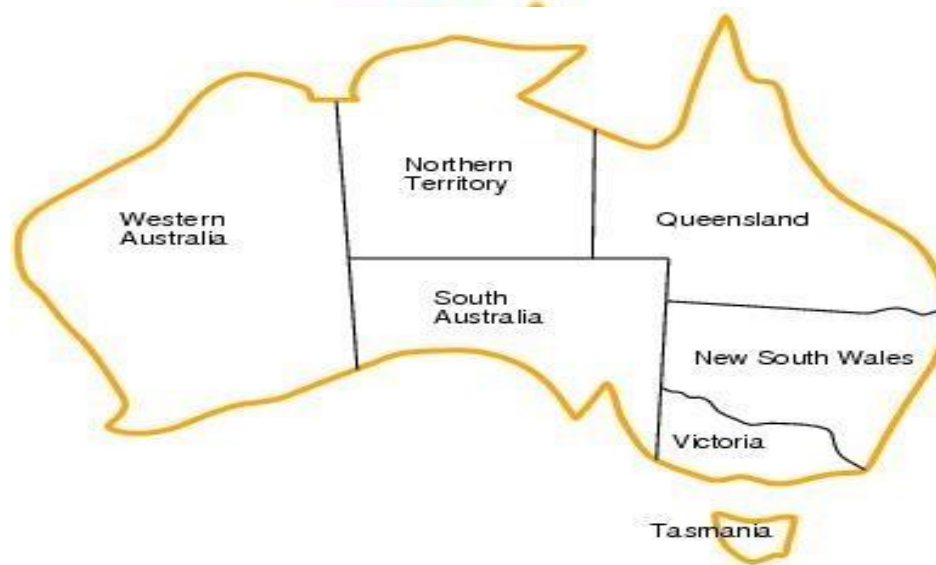 Northern
Territory
Western
Australia
Queensland
South
Australia
New South Wales
Victoria
Tasmania